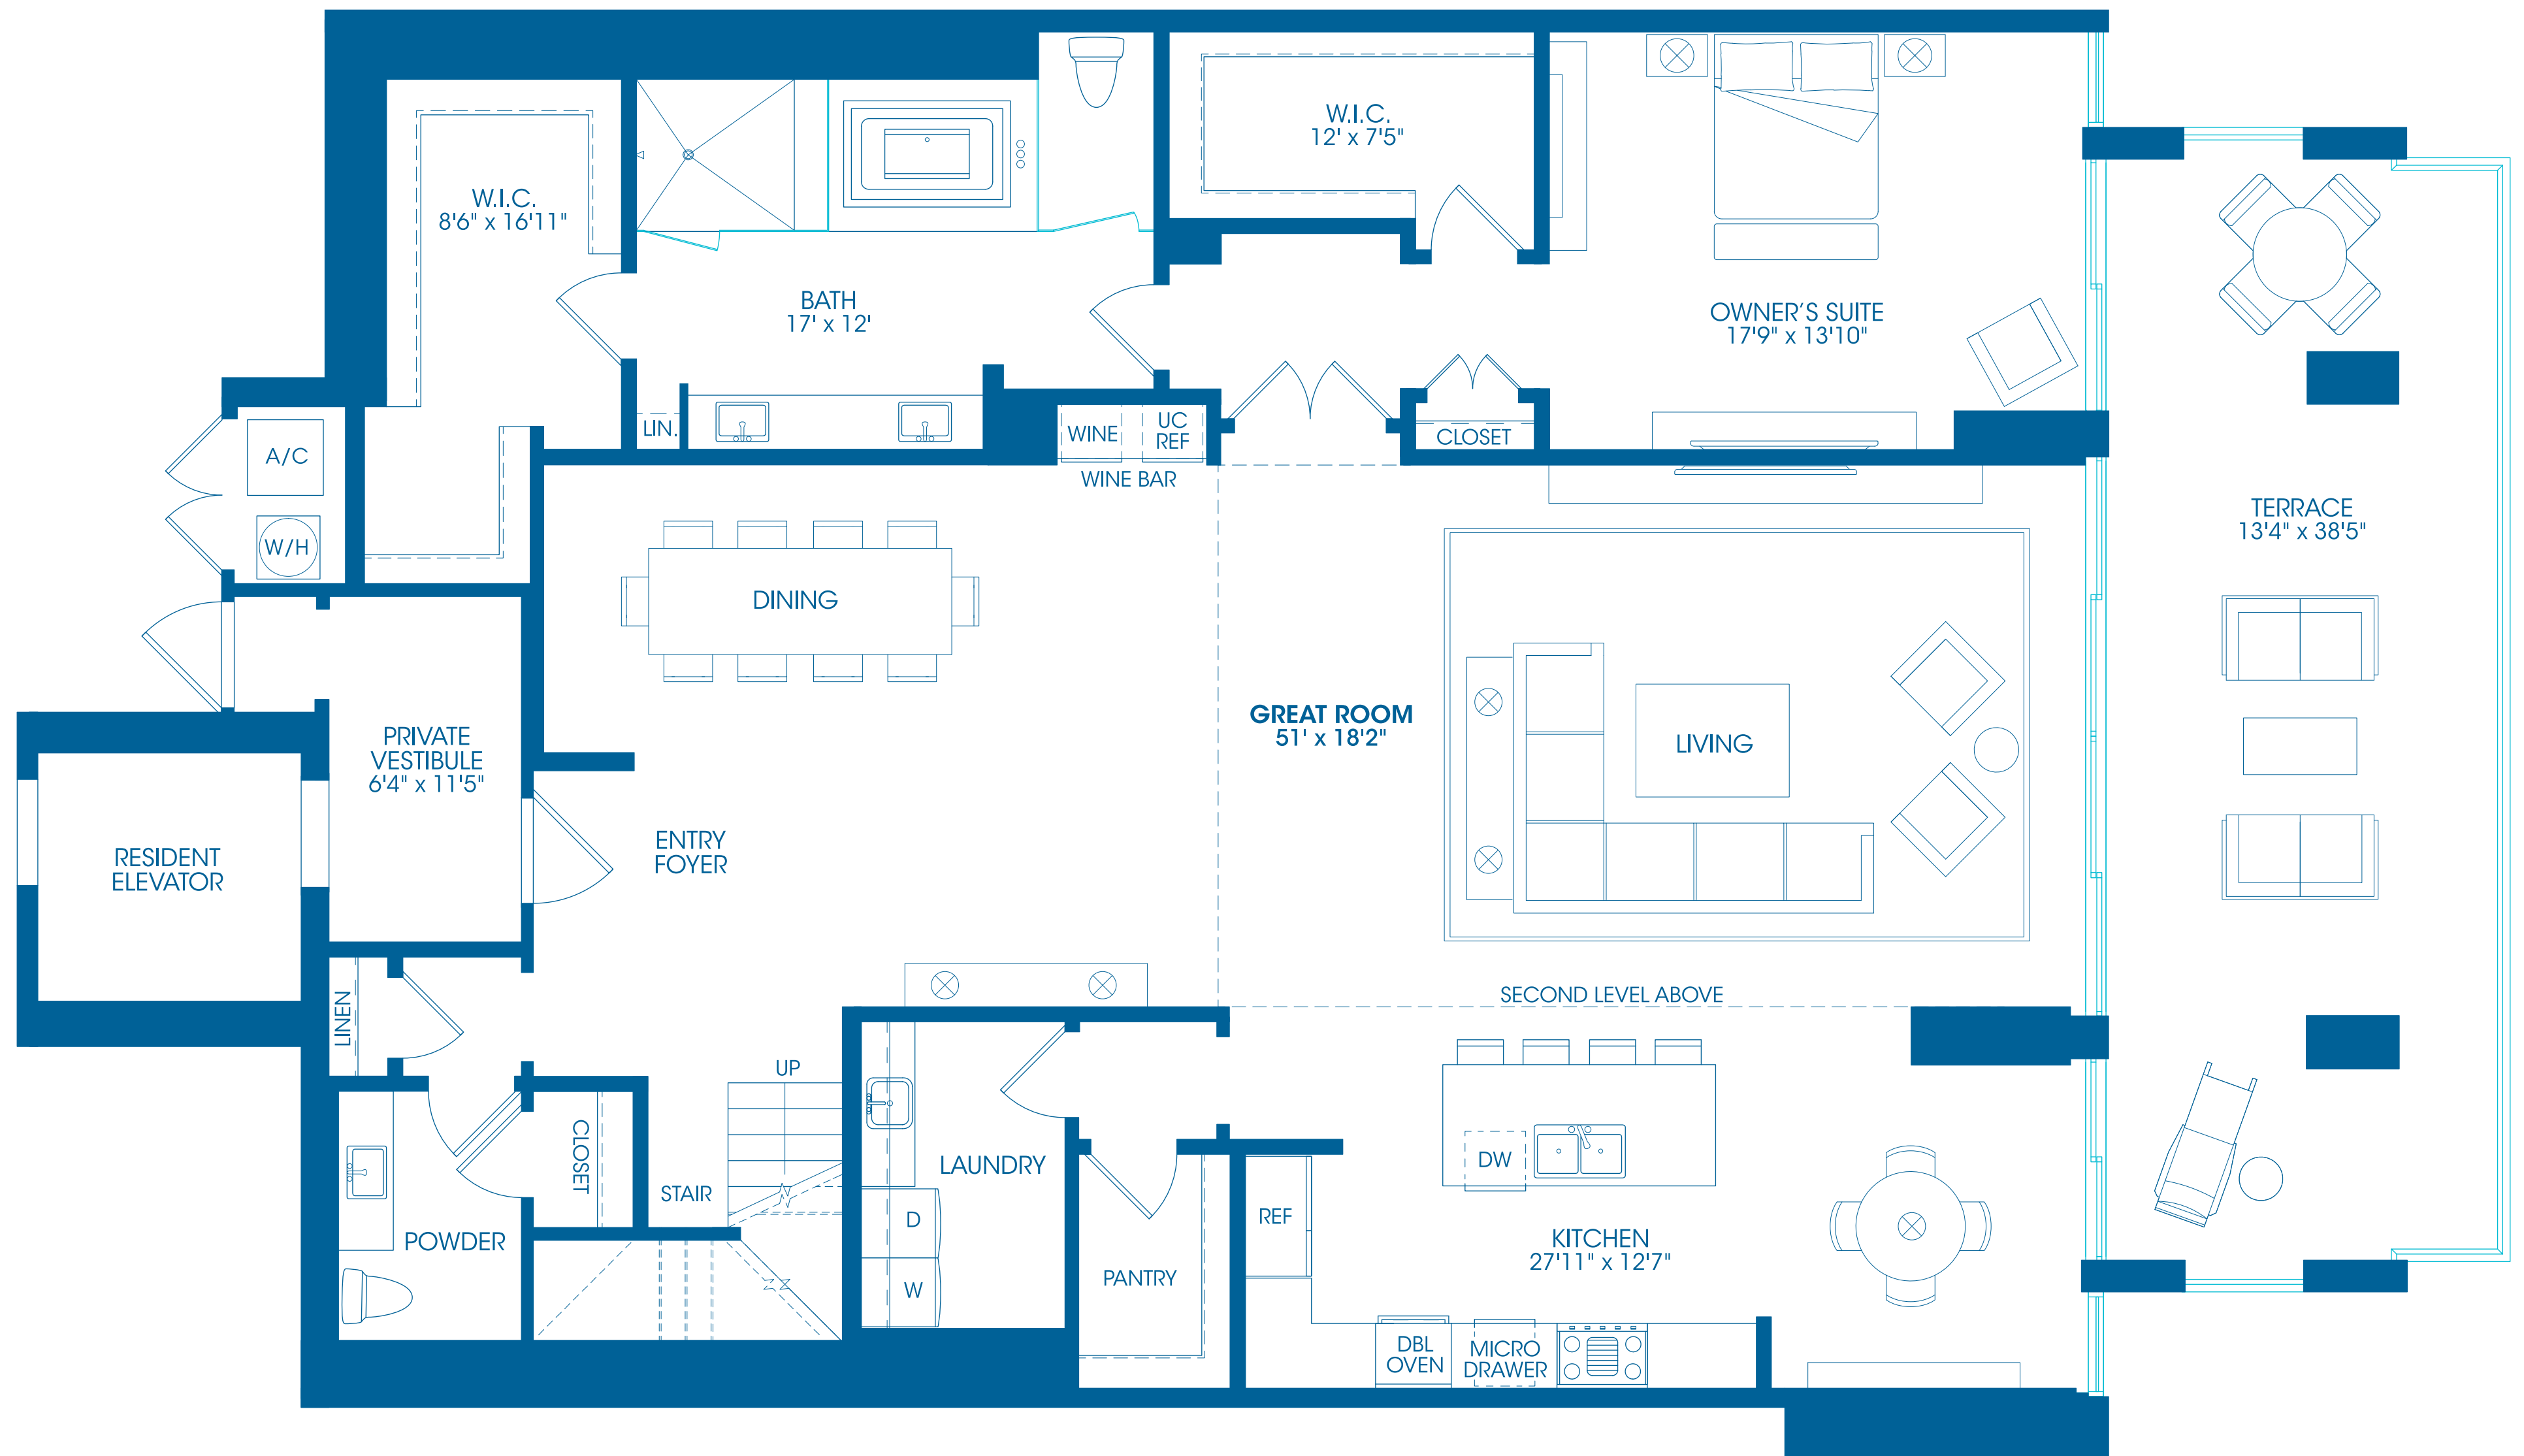 W.I.C.
8'6" x 16'11"
BATH
17' x 12'
W.I.C.
12' x 7'5"
OWNER'S SUITE
17'9" x 13'10"
TERRACE
13'4" x 38'5"
A/C
W/H
LIN.
WINE
UC
REF
WINE BAR
CLOSET
DINING
GREAT ROOM
51' x 18'2"
LIVING
PRIVATE
VESTIBULE
6'4" x 11'5"
RESIDENT
ELEVATOR
ENTRY
FOYER
SECOND LEVEL ABOVE
LINEN
UP
CLOSET
STAIR
POWDER
LAUNDRY
D
W
PANTRY
REF
DW
KITCHEN
27'11" x 12'7"
DBL
OVEN
MICRO
DRAWER